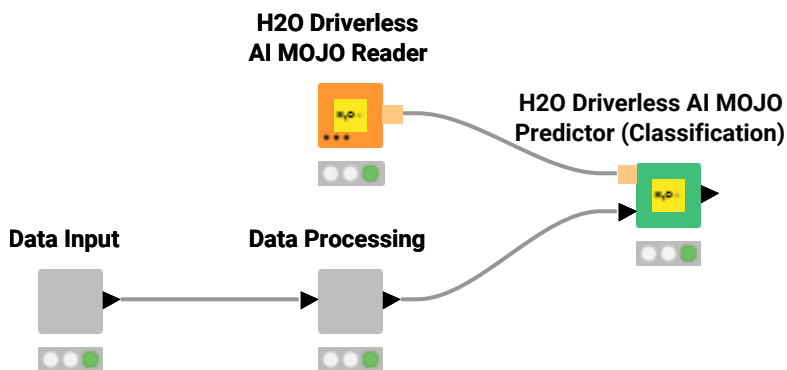 H2O Driverless
AI MOJO Reader
H2O Driverless AI MOJO
Predictor (Classification)
Data Input
Data Processing